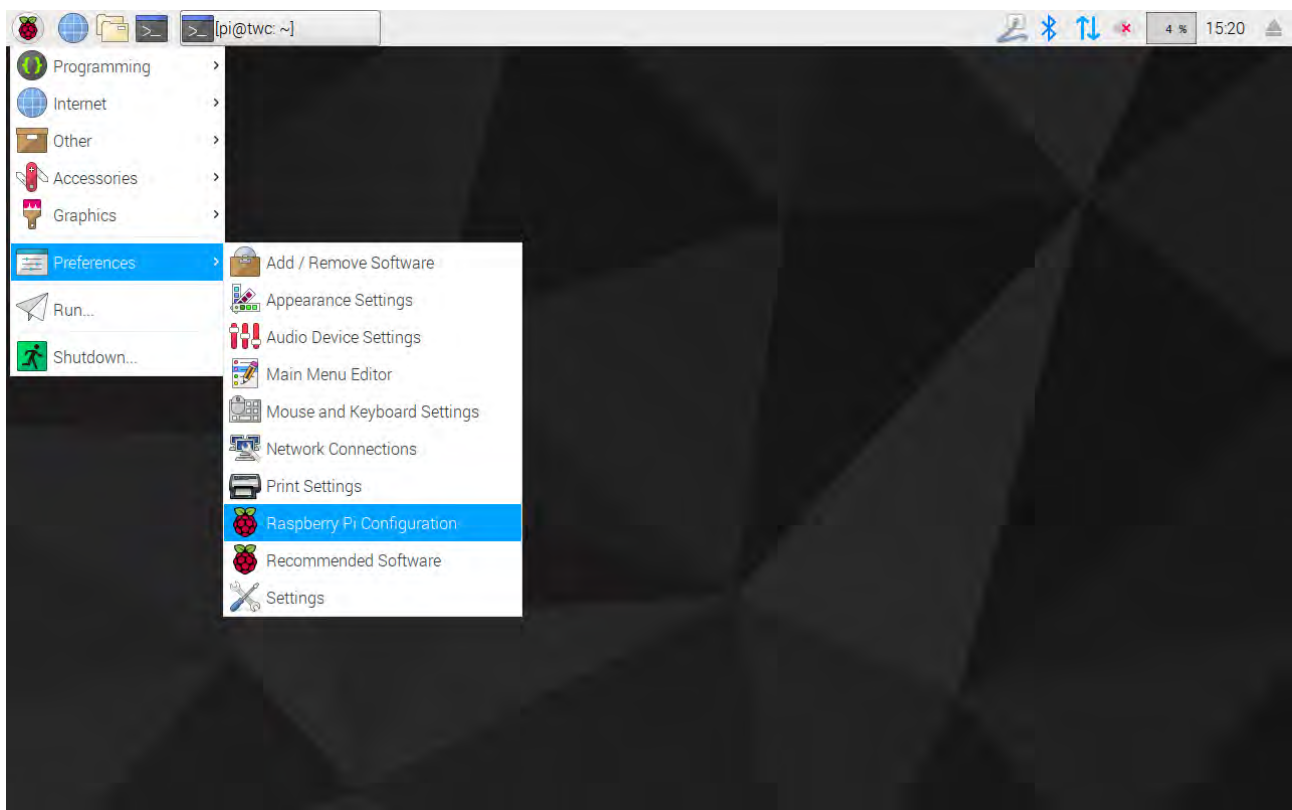 [pi@twc: ~]
4 %
15:20
Programming
Internet
Other
Accessories
Graphics
Preferences
Run...
Shutdown...
Add / Remove Software
Appearance Settings
Audio Device Settings
Main Menu Editor
Mouse and Keyboard Settings
Network Connections
Print Settings
Raspberry Pi Configuration
Recommended Software
Settings